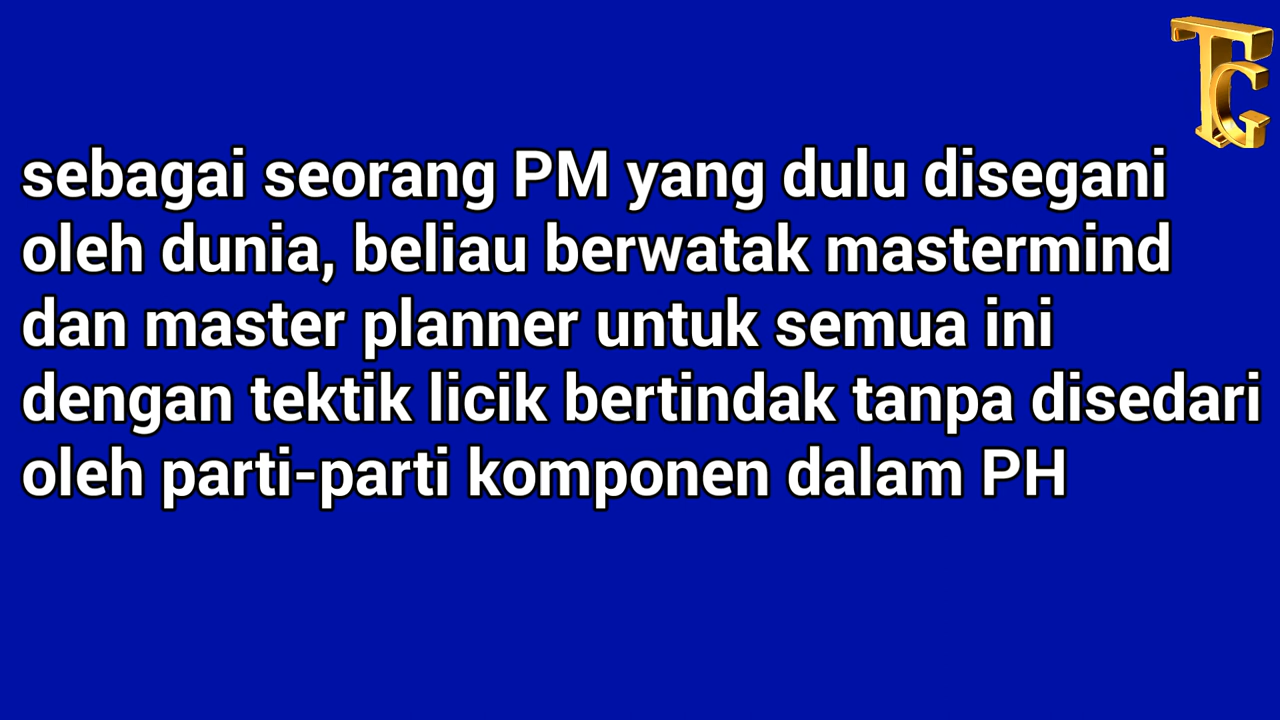 TG
sebagai seorang PM yang dulu disegani
oleh dunia, beliau berwatak mastermind
dan master planner untuk semua ini
dengan tektik licik bertindak tanpa disedari
oleh parti-parti komponen dalam PH